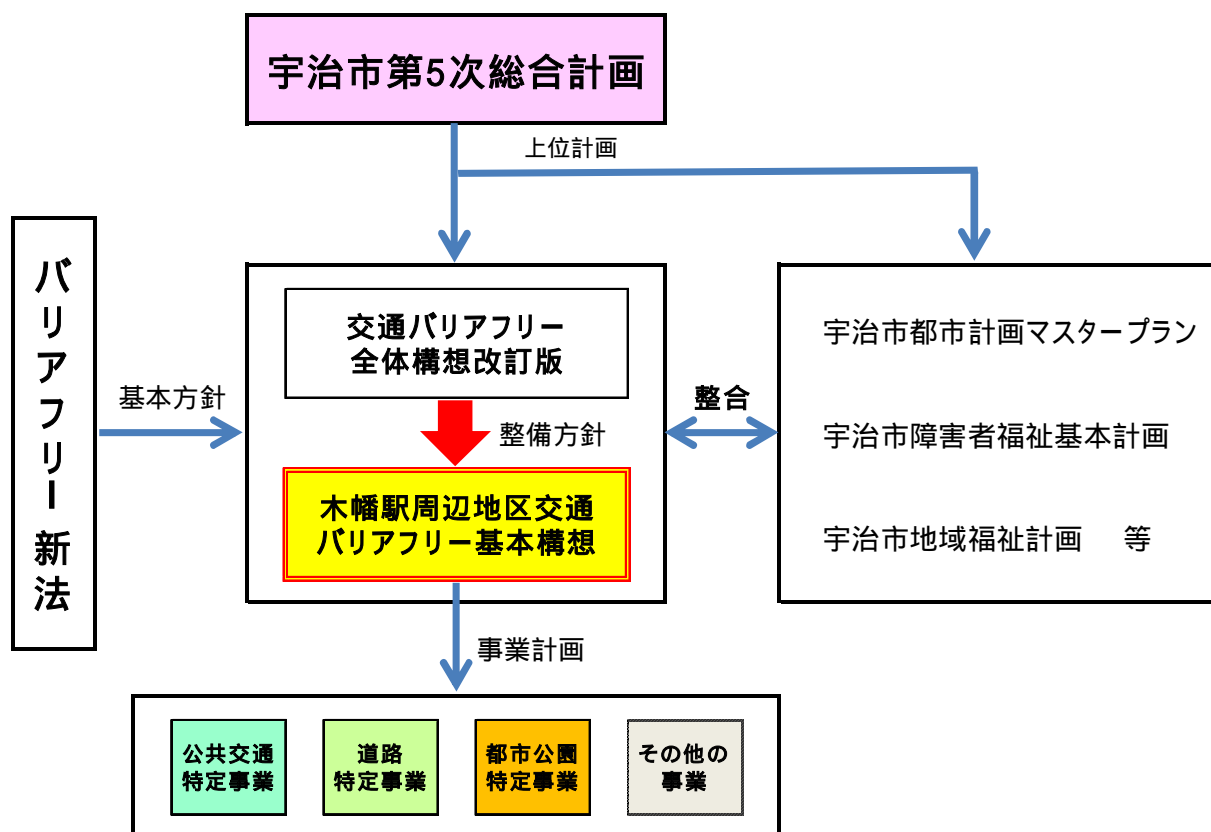 宇治市第5次総合計画
上位計画
バリアフリー新法
基本方針
交通バリアフリー
全体構想改訂版
整備方針
木幡駅周辺地区交通
バリアフリー基本構想
整合
宇治市都市計画マスタープラン
宇治市障害者福祉基本計画
宇治市地域福祉計画　等
事業計画
公共交通
特定事業
道路
特定事業
都市公園
特定事業
その他の
事業